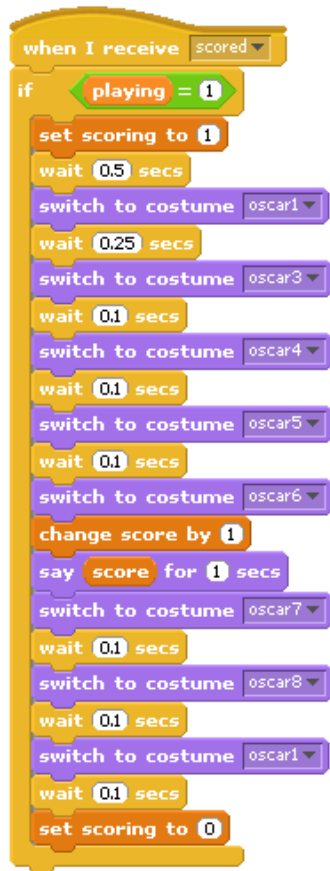 when I receive scored
if playing = 1
set scoring to 1
wait 0.5 secs
switch to costume oscar1
wait 0.25 secs
switch to costume oscar3
wait 0.1 secs
switch to costume oscar4
wait 0.1 secs
switch to costume oscar5
wait 0.1 secs
switch to costume oscar6
change score by 1
say score for 1 secs
switch to costume oscar7
wait 0.1 secs
switch to costume oscar8
wait 0.1 secs
switch to costume oscar1
wait 0.1 secs
set scoring to 0